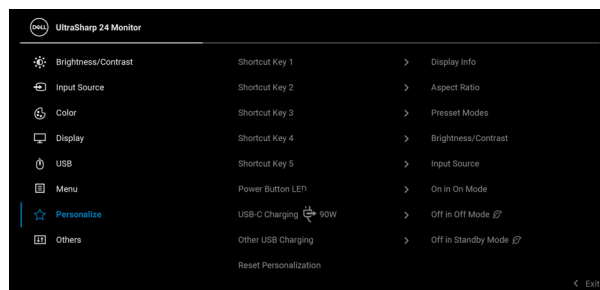 DELL UltraSharp 24 Monitor
Brightness/Contrast Shortcut Key 1 > Display Info
Input Source Shortcut Key 2 > Aspect Ratio
Color Shortcut Key 3 > Presset Modes
Display Shortcut Key 4 > Brightness/Contrast
USB Shortcut Key 5 > Input Source
Menu Power Button LED > On in On Mode
Personalize USB-C Charging 90W > Off in Off Mode
Others Other USB Charging > Off in Standby Mode
Reset Personalization
< Exit